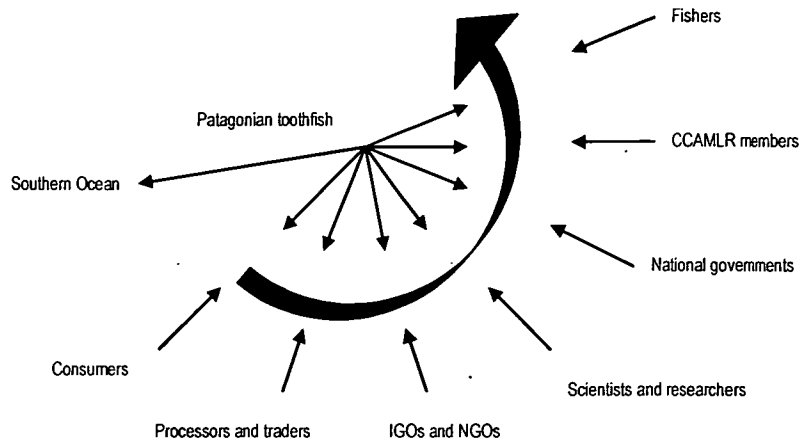 Fishers
Patagonian toothfish
CCAMLR members
Southern Ocean
National governments
Consumers
Scientists and researchers
Processors and traders
IGOs and NGOs